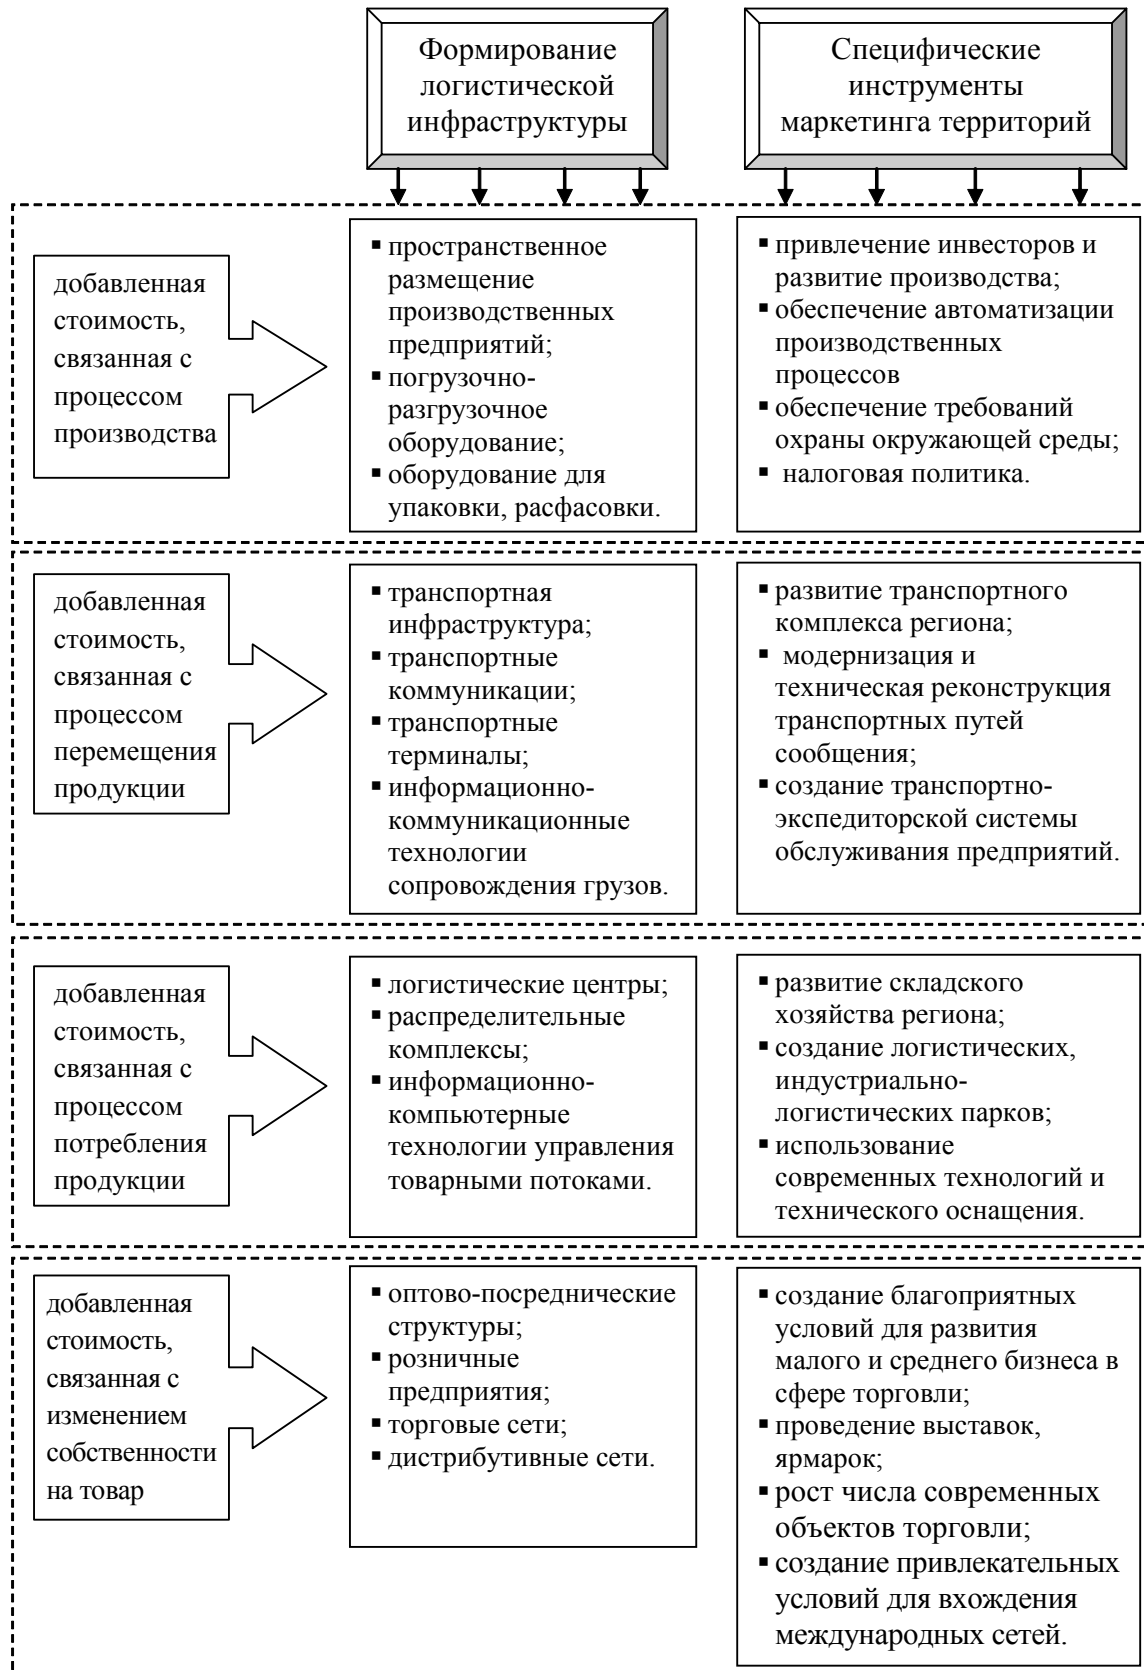 Формирование
логистической
инфраструктуры
Специфические
инструменты
маркетинга территорий
добавленная
стоимость,
связанная с
процессом
производства
▪ пространственное
размещение
производственных
предприятий;
▪ погрузочно-
разгрузочное
оборудование;
▪ оборудование для
упаковки, расфасовки.
▪ привлечение инвесторов и
развитие производства;
▪ обеспечение автоматизации
производственных
процессов
▪ обеспечение требований
охраны окружающей среды;
▪ налоговая политика.
добавленная
стоимость,
связанная с
процессом
перемещения
продукции
▪ транспортная
инфраструктура;
▪ транспортные
коммуникации;
▪ транспортные
терминалы;
▪ информационно-
коммуникационные
технологии
сопровождения грузов.
▪ развитие транспортного
комплекса региона;
▪ модернизация и
техническая реконструкция
транспортных путей
сообщения;
▪ создание транспортно-
экспедиторской системы
обслуживания предприятий.
добавленная
стоимость,
связанная с
процессом
потребления
продукции
▪ логистические центры;
▪ распределительные
комплексы;
▪ информационно-
компьютерные
технологии управления
товарными потоками.
▪ развитие складского
хозяйства региона;
▪ создание логистических,
индустриально-
логистических парков;
▪ использование
современных технологий и
технического оснащения.
добавленная
стоимость,
связанная с
изменением
собственности
на товар
▪ оптово-посреднические
структуры;
▪ розничные
предприятия;
▪ торговые сети;
▪ дистрибутивные сети.
▪ создание благоприятных
условий для развития
малого и среднего бизнеса в
сфере торговли;
▪ проведение выставок,
ярмарок;
▪ рост числа современных
объектов торговли;
▪ создание привлекательных
условий для вхождения
международных сетей.